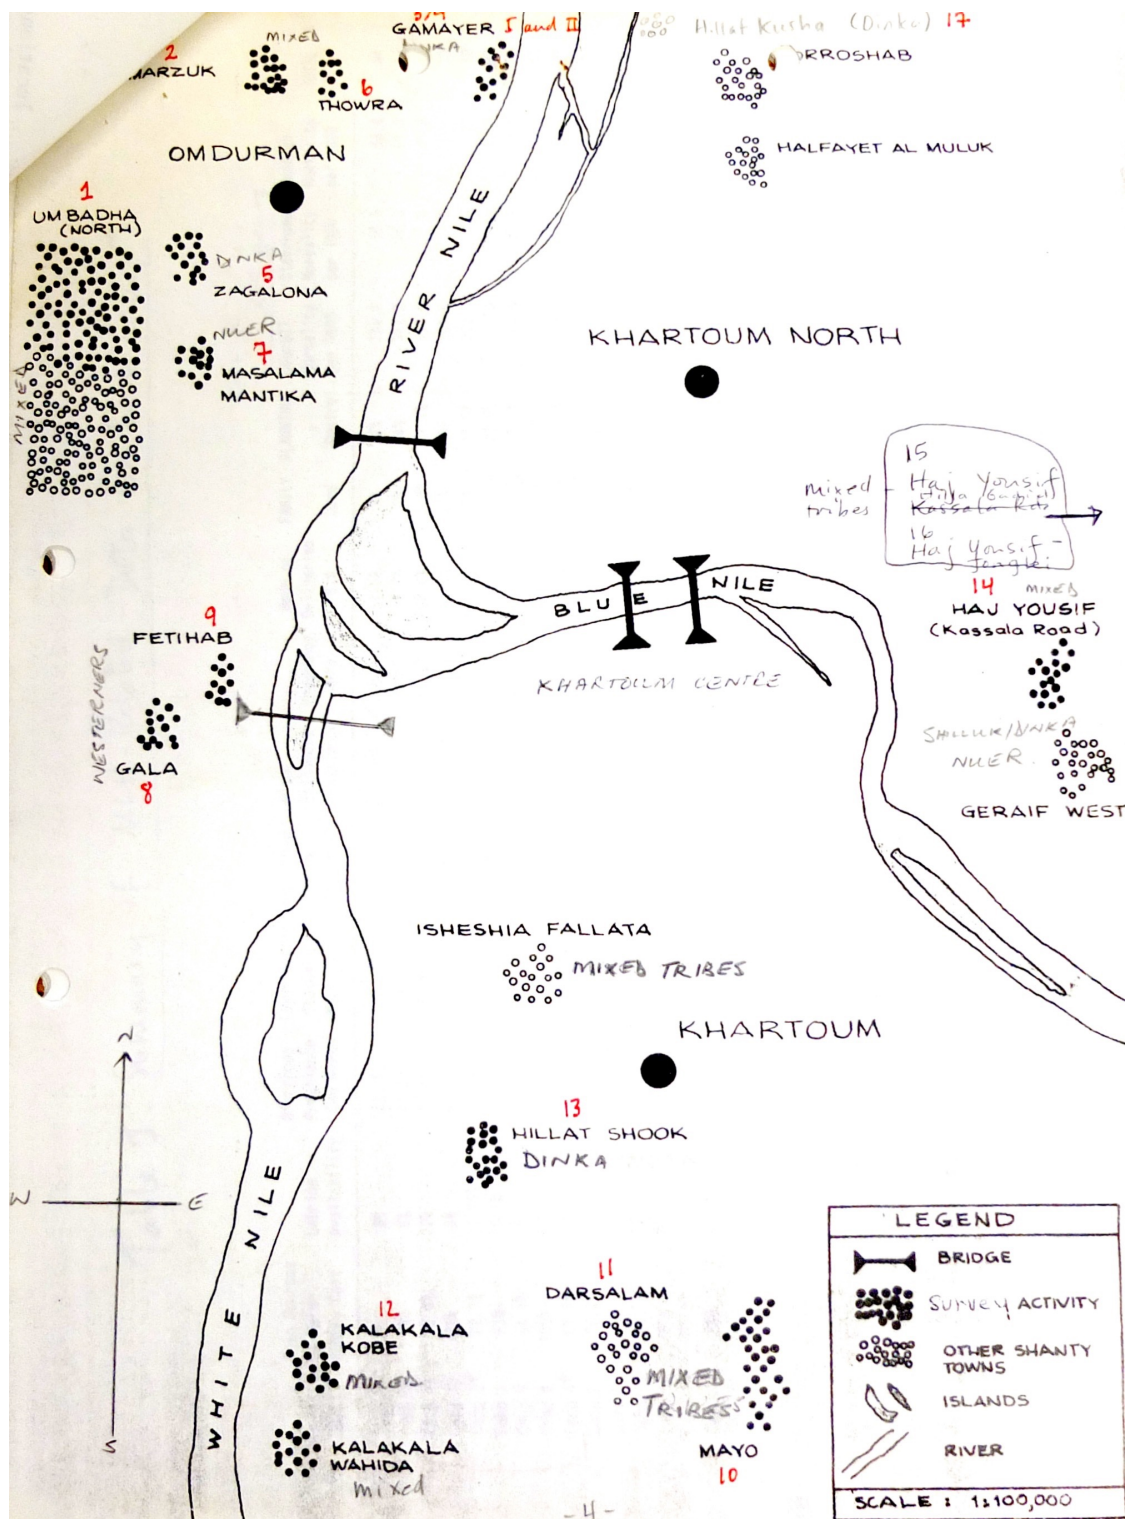 GAMAYER I and II
Hillat Kusha (Dinka) 17
2
MIXED
MARZUK
6
THOWRA
ORROSHAB
OMDURMAN
HALFAYET AL MULUK
1
UM BADHA
(NORTH)
DINKA
5
ZAGALONA
NUER
7
MASALAMA
MANTIKA
MIXED
RIVER NILE
KHARTOUM NORTH
15
Haj Yousif
Kassala Rd
mixed
tribes
16
Haj Yousif -
Jonglei
14 MIXED
HAJ YOUSIF
(Kassala Road)
BLUE NILE
9
FETIHAB
WESTERNERS
GALA
8
KHARTOUM CENTRE
SHILLUK/DINKA
NUER
GERAIF WEST
ISHESHIA FALLATA
MIXED TRIBES
KHARTOUM
13
HILLAT SHOOK
DINKA
N
W E
S
WHITE NILE
12
KALAKALA
KOBE
MIXED
KALAKALA
WAHIDA
mixed
11
DARSALAM
MIXED
TRIBESS
MAYO
10
LEGEND
BRIDGE
Survey ACTIVITY
OTHER SHANTY
TOWNS
ISLANDS
RIVER
SCALE : 1:100,000
-4-